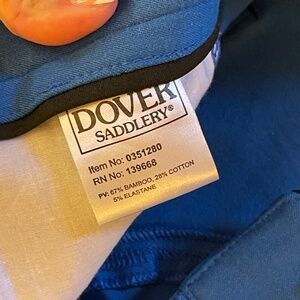 DOVER
SADDLERY®
Item No: 0351280
RN No: 139668
PV: 67% BAMBOO, 28% COTTON
5% ELASTANE